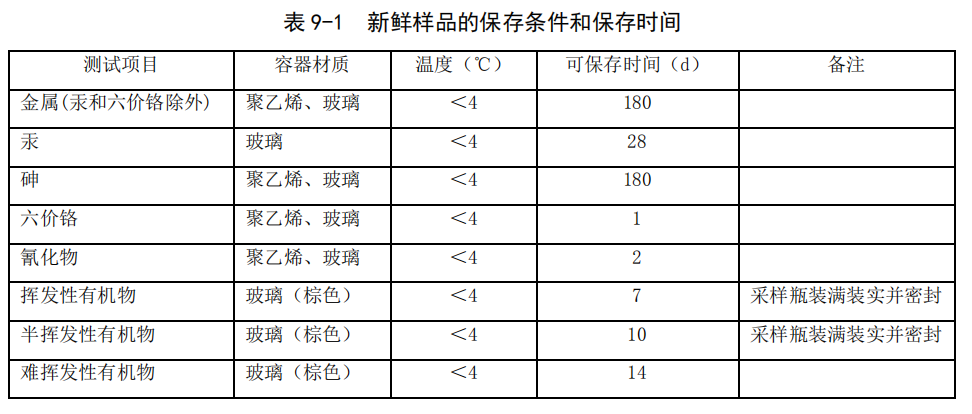 表 9-1 新鲜样品的保存条件和保存时间
测试项目 容器材质 温度（℃） 可保存时间（d） 备注
金属(汞和六价铬除外) 聚乙烯、玻璃 ＜4 180
汞 玻璃 ＜4 28
砷 聚乙烯、玻璃 ＜4 180
六价铬 聚乙烯、玻璃 ＜4 1
氰化物 聚乙烯、玻璃 ＜4 2
挥发性有机物 玻璃（棕色） ＜4 7 采样瓶装满装实并密封
半挥发性有机物 玻璃（棕色） ＜4 10 采样瓶装满装实并密封
难挥发性有机物 玻璃（棕色） ＜4 14